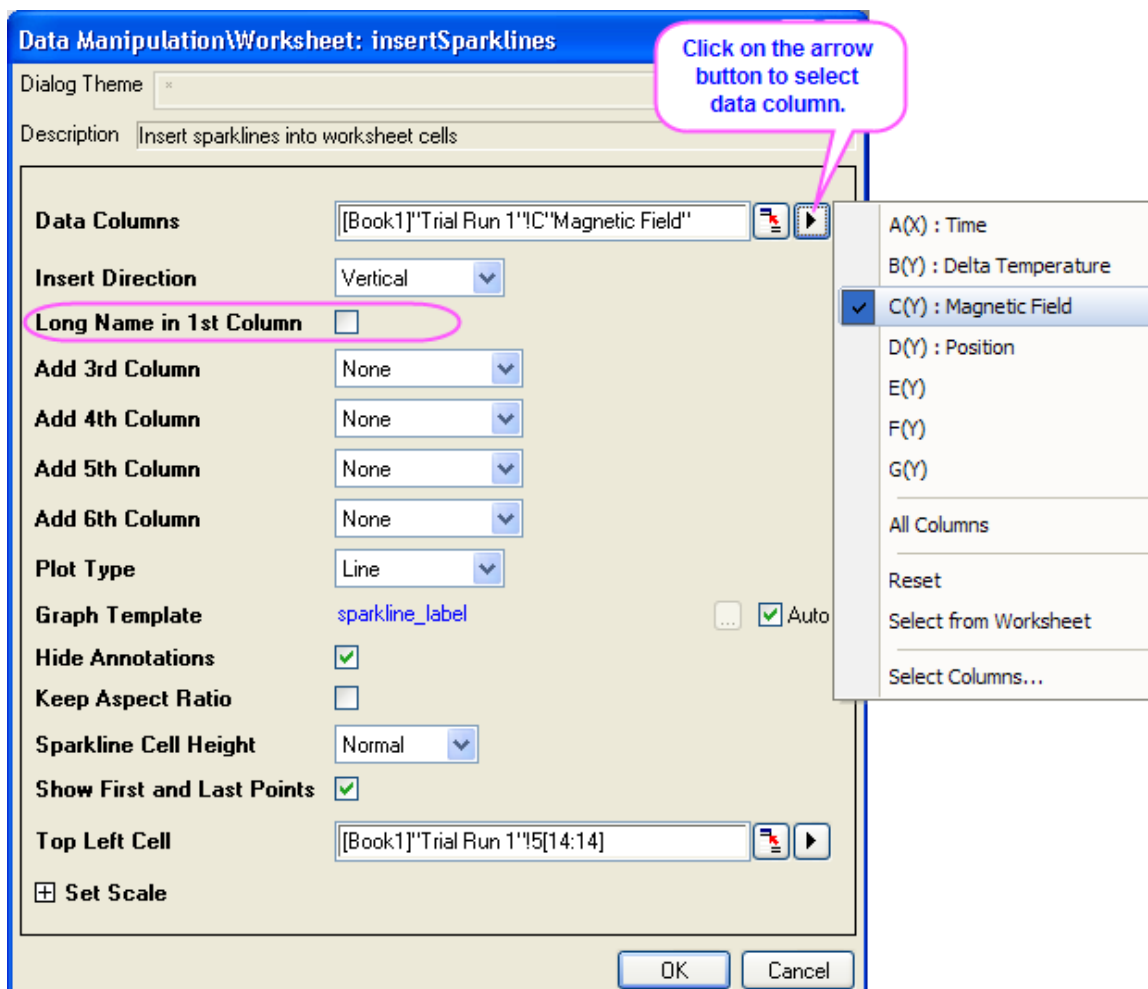 Data Manipulation\Worksheet: insertSparklines
Click on the arrow
button to select
data column.
Dialog Theme *
Description Insert sparklines into worksheet cells
Data Columns [Book1]"Trial Run 1"!C"Magnetic Field"
Insert Direction Vertical
Long Name in 1st Column
Add 3rd Column None
Add 4th Column None
Add 5th Column None
Add 6th Column None
Plot Type Line
Graph Template sparkline_label ... Auto
Hide Annotations
Keep Aspect Ratio
Sparkline Cell Height Normal
Show First and Last Points
Top Left Cell [Book1]"Trial Run 1"!5[14:14]
Set Scale
OK Cancel
A(X) : Time
B(Y) : Delta Temperature
C(Y) : Magnetic Field
D(Y) : Position
E(Y)
F(Y)
G(Y)
All Columns
Reset
Select from Worksheet
Select Columns...